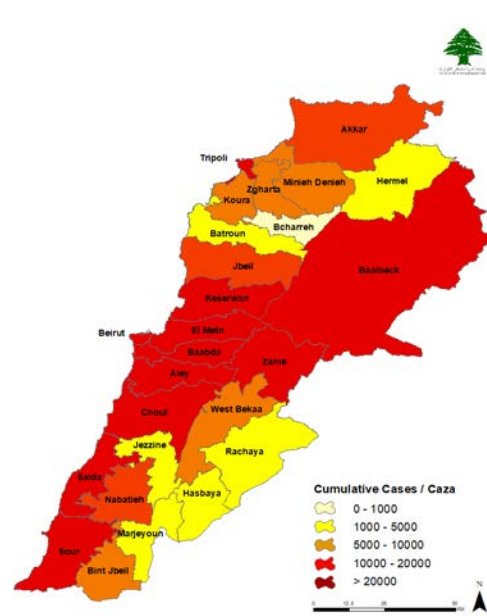 Akkar
Tripoli
Hermel
Minieh Denieh
Zgharta
Koura
Bcharreh
Batroun
Jbeil
Baalbeck
Keserwan
El Metn
Beirut
Baabda
Zahle
Aley
Chouf
West Bekaa
Jezzine
Rachaya
Saida
Hasbaya
Nabatieh
Marjeyoun
Sour
Bint Jbeil
Cumulative Cases / Caza
0 - 1000
1000 - 5000
5000 - 10000
10000 - 20000
> 20000
N